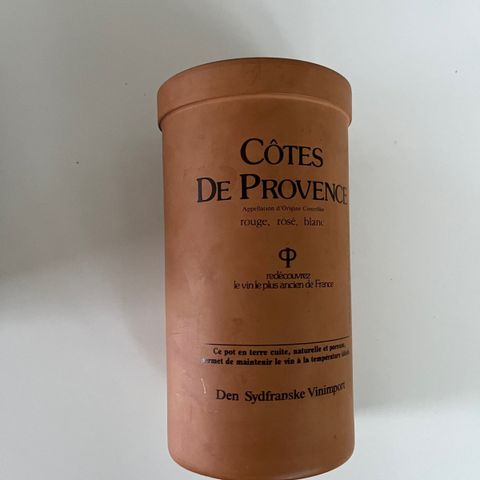 CÔTES
DE PROVENCE
Appellation d'Origine Contrôlée
rouge, rosé, blanc
redécouvrez
le vin le plus ancien de France
Ce pot en terre cuite, naturelle et poreuse,
permet de maintenir le vin à la température
Den Sydfranske Vinimport